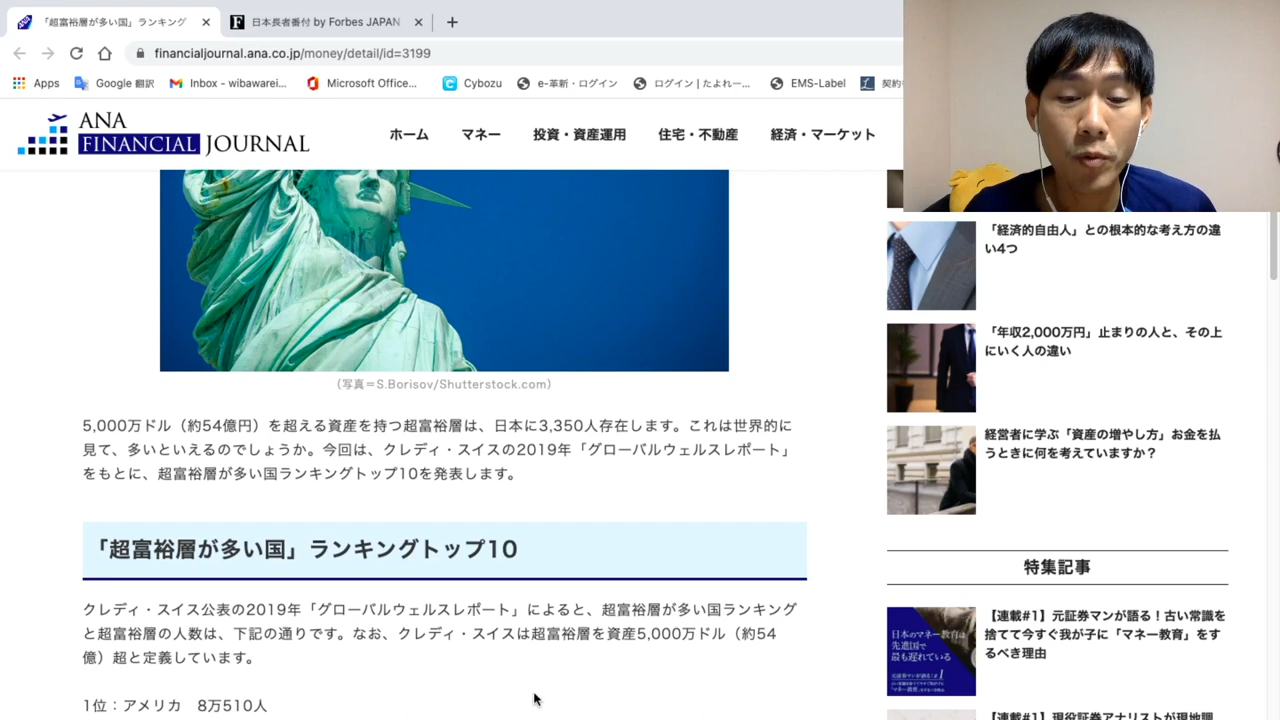 「超富裕層が多い国」ランキング
日本長者番付 by Forbes JAPAN
financialjournal.ana.co.jp/money/detail/id=3199
Apps
Google 翻訳
Inbox - wibawarei...
Microsoft Office...
Cybozu
e-革新・ログイン
ログイン | たよれー...
EMS-Label
ANA
FINANCIAL JOURNAL
ホーム
マネー
投資・資産運用
住宅・不動産
経済・マーケット
（写真＝S.Borisov/Shutterstock.com）
5,000万ドル（約54億円）を超える資産を持つ超富裕層は、日本に3,350人存在します。これは世界的に
見て、多いといえるのでしょうか。今回は、クレディ・スイスの2019年「グローバルウェルスレポート」
をもとに、超富裕層が多い国ランキングトップ10を発表します。
「超富裕層が多い国」ランキングトップ10
クレディ・スイス公表の2019年「グローバルウェルスレポート」によると、超富裕層が多い国ランキング
と超富裕層の人数は、下記の通りです。なお、クレディ・スイスは超富裕層を資産5,000万ドル（約54
億）超と定義しています。
1位：アメリカ　8万510人
「経済的自由人」との根本的な考え方の違
い4つ
「年収2,000万円」止まりの人と、その上
にいく人の違い
経営者に学ぶ「資産の増やし方」お金を払
うときに何を考えていますか？
特集記事
【連載#1】元証券マンが語る！古い常識を
捨てて今すぐ我が子に「マネー教育」をす
るべき理由
日本のマネー教育は
先進国で
最も遅れている
【連載#1】現役証券アナリストが現地調